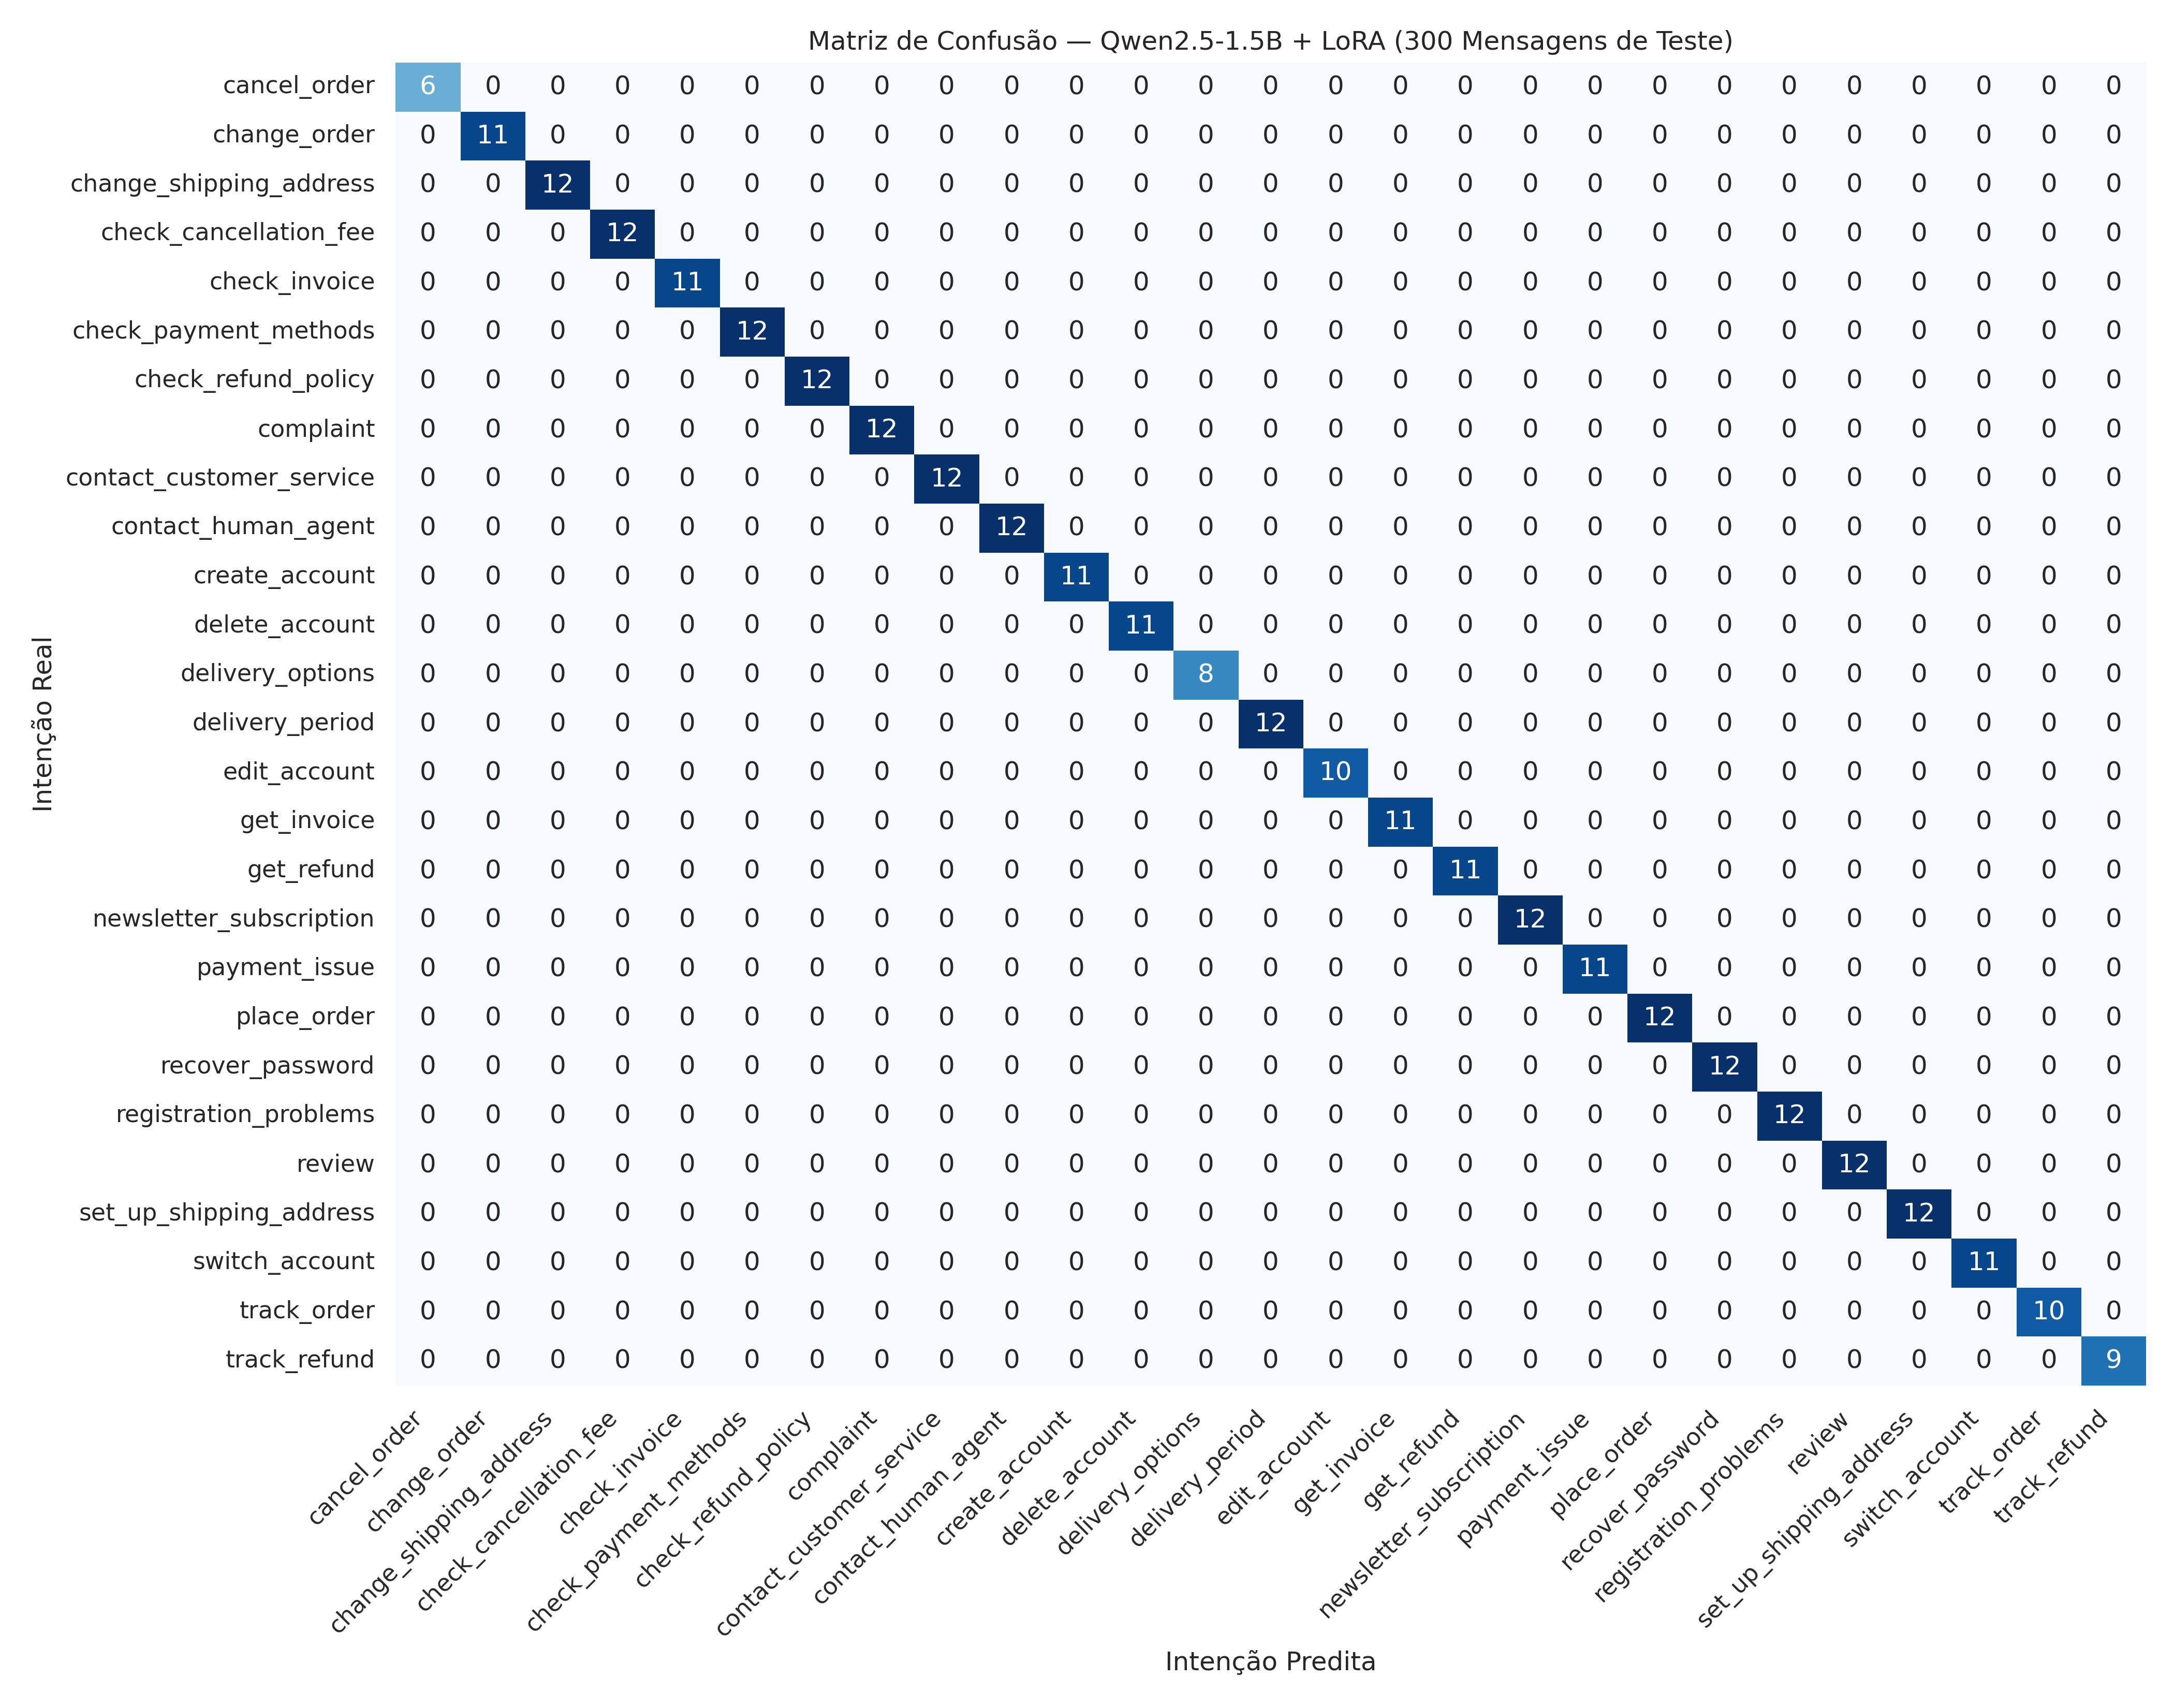 Matriz de Confusão — Qwen2.5-1.5B + LoRA (300 Mensagens de Teste)
Intenção Real
cancel_order 6 0 0 0 0 0 0 0 0 0 0 0 0 0 0 0 0 0 0 0 0 0 0 0 0 0 0
change_order 0 11 0 0 0 0 0 0 0 0 0 0 0 0 0 0 0 0 0 0 0 0 0 0 0 0 0
change_shipping_address 0 0 12 0 0 0 0 0 0 0 0 0 0 0 0 0 0 0 0 0 0 0 0 0 0 0 0
check_cancellation_fee 0 0 0 12 0 0 0 0 0 0 0 0 0 0 0 0 0 0 0 0 0 0 0 0 0 0 0
check_invoice 0 0 0 0 11 0 0 0 0 0 0 0 0 0 0 0 0 0 0 0 0 0 0 0 0 0 0
check_payment_methods 0 0 0 0 0 12 0 0 0 0 0 0 0 0 0 0 0 0 0 0 0 0 0 0 0 0 0
check_refund_policy 0 0 0 0 0 0 12 0 0 0 0 0 0 0 0 0 0 0 0 0 0 0 0 0 0 0 0
complaint 0 0 0 0 0 0 0 12 0 0 0 0 0 0 0 0 0 0 0 0 0 0 0 0 0 0 0
contact_customer_service 0 0 0 0 0 0 0 0 12 0 0 0 0 0 0 0 0 0 0 0 0 0 0 0 0 0 0
contact_human_agent 0 0 0 0 0 0 0 0 0 12 0 0 0 0 0 0 0 0 0 0 0 0 0 0 0 0 0
create_account 0 0 0 0 0 0 0 0 0 0 11 0 0 0 0 0 0 0 0 0 0 0 0 0 0 0 0
delete_account 0 0 0 0 0 0 0 0 0 0 0 11 0 0 0 0 0 0 0 0 0 0 0 0 0 0 0
delivery_options 0 0 0 0 0 0 0 0 0 0 0 0 8 0 0 0 0 0 0 0 0 0 0 0 0 0 0
delivery_period 0 0 0 0 0 0 0 0 0 0 0 0 0 12 0 0 0 0 0 0 0 0 0 0 0 0 0
edit_account 0 0 0 0 0 0 0 0 0 0 0 0 0 0 10 0 0 0 0 0 0 0 0 0 0 0 0
get_invoice 0 0 0 0 0 0 0 0 0 0 0 0 0 0 0 11 0 0 0 0 0 0 0 0 0 0 0
get_refund 0 0 0 0 0 0 0 0 0 0 0 0 0 0 0 0 11 0 0 0 0 0 0 0 0 0 0
newsletter_subscription 0 0 0 0 0 0 0 0 0 0 0 0 0 0 0 0 0 12 0 0 0 0 0 0 0 0 0
payment_issue 0 0 0 0 0 0 0 0 0 0 0 0 0 0 0 0 0 0 11 0 0 0 0 0 0 0 0
place_order 0 0 0 0 0 0 0 0 0 0 0 0 0 0 0 0 0 0 0 12 0 0 0 0 0 0 0
recover_password 0 0 0 0 0 0 0 0 0 0 0 0 0 0 0 0 0 0 0 0 12 0 0 0 0 0 0
registration_problems 0 0 0 0 0 0 0 0 0 0 0 0 0 0 0 0 0 0 0 0 0 12 0 0 0 0 0
review 0 0 0 0 0 0 0 0 0 0 0 0 0 0 0 0 0 0 0 0 0 0 12 0 0 0 0
set_up_shipping_address 0 0 0 0 0 0 0 0 0 0 0 0 0 0 0 0 0 0 0 0 0 0 0 12 0 0 0
switch_account 0 0 0 0 0 0 0 0 0 0 0 0 0 0 0 0 0 0 0 0 0 0 0 0 11 0 0
track_order 0 0 0 0 0 0 0 0 0 0 0 0 0 0 0 0 0 0 0 0 0 0 0 0 0 10 0
track_refund 0 0 0 0 0 0 0 0 0 0 0 0 0 0 0 0 0 0 0 0 0 0 0 0 0 0 9
cancel_order
change_order
change_shipping_address
check_cancellation_fee
check_invoice
check_payment_methods
check_refund_policy
complaint
contact_customer_service
contact_human_agent
create_account
delete_account
delivery_options
delivery_period
edit_account
get_invoice
get_refund
newsletter_subscription
payment_issue
place_order
recover_password
registration_problems
review
set_up_shipping_address
switch_account
track_order
track_refund
Intenção Predita